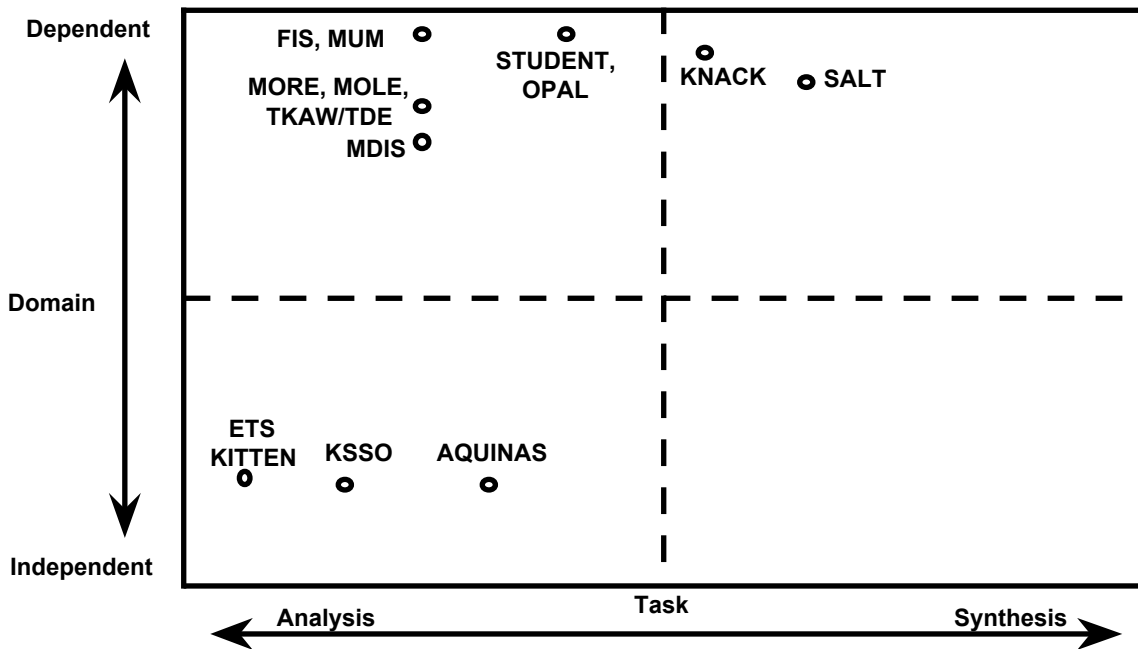 Dependent
FIS, MUM
STUDENT,
OPAL
KNACK
SALT
MORE, MOLE,
TKAW/TDE
MDIS
Domain
ETS
KITTEN
KSSO
AQUINAS
Independent
Analysis
Task
Synthesis